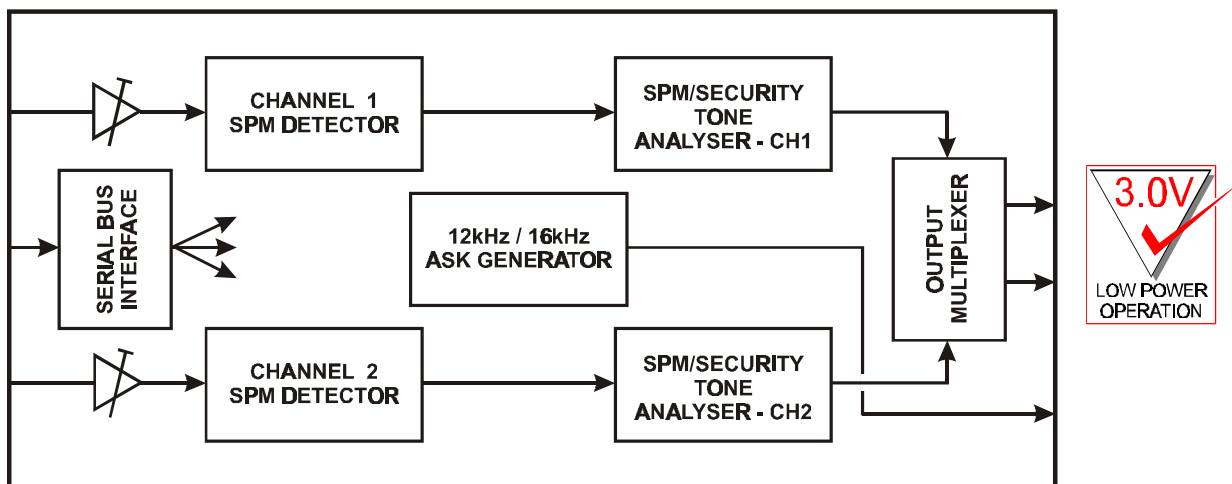 CHANNEL 1
SPM DETECTOR
SPM/SECURITY
TONE
ANALYSER - CH1
SERIAL BUS
INTERFACE
12kHz / 16kHz
ASK GENERATOR
OUTPUT
MULTIPLEXER
3.0V
LOW POWER
OPERATION
CHANNEL 2
SPM DETECTOR
SPM/SECURITY
TONE
ANALYSER - CH2